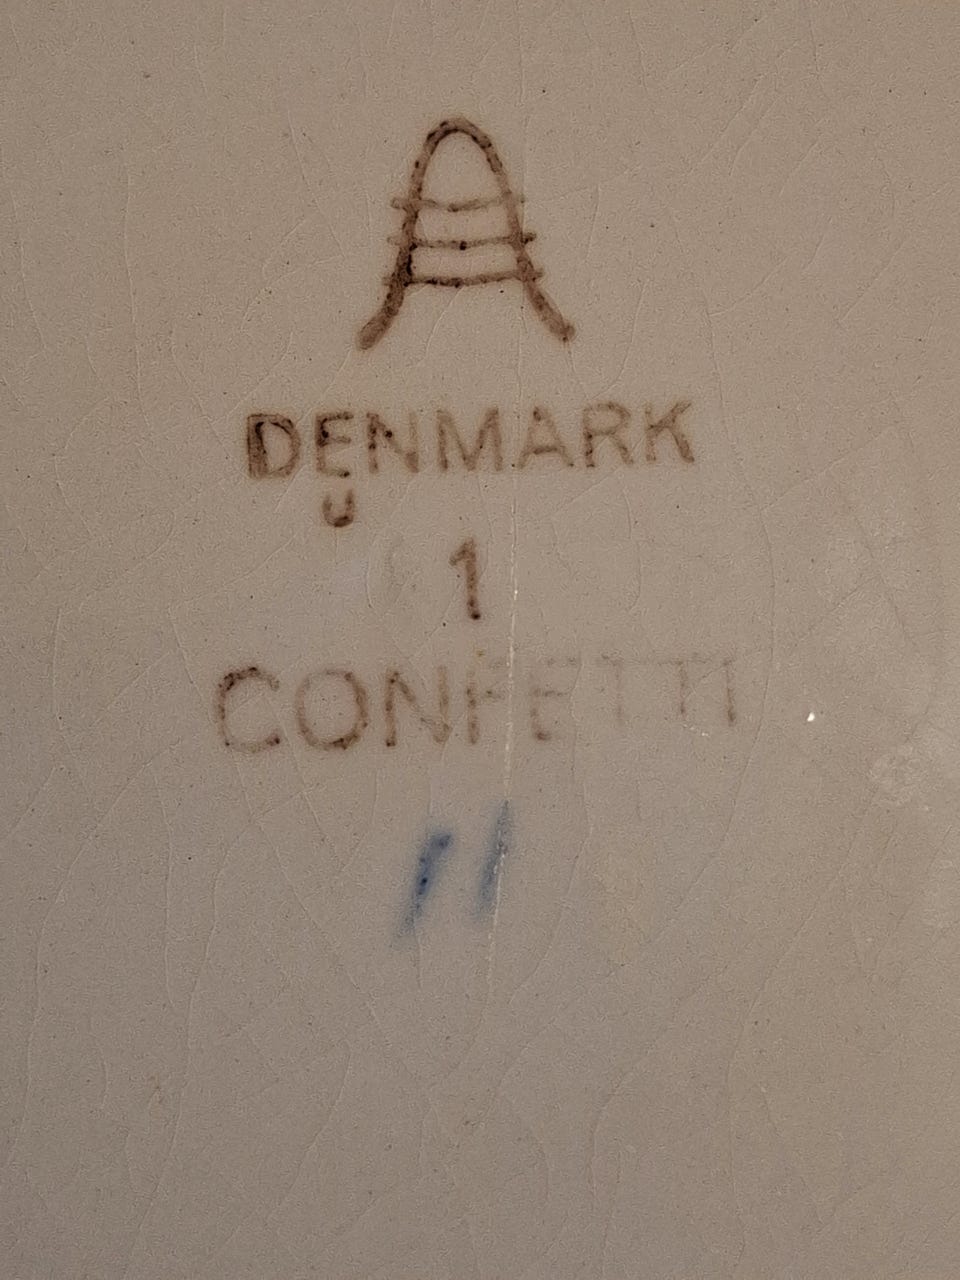 DENMARK
U
1
CONFETTI